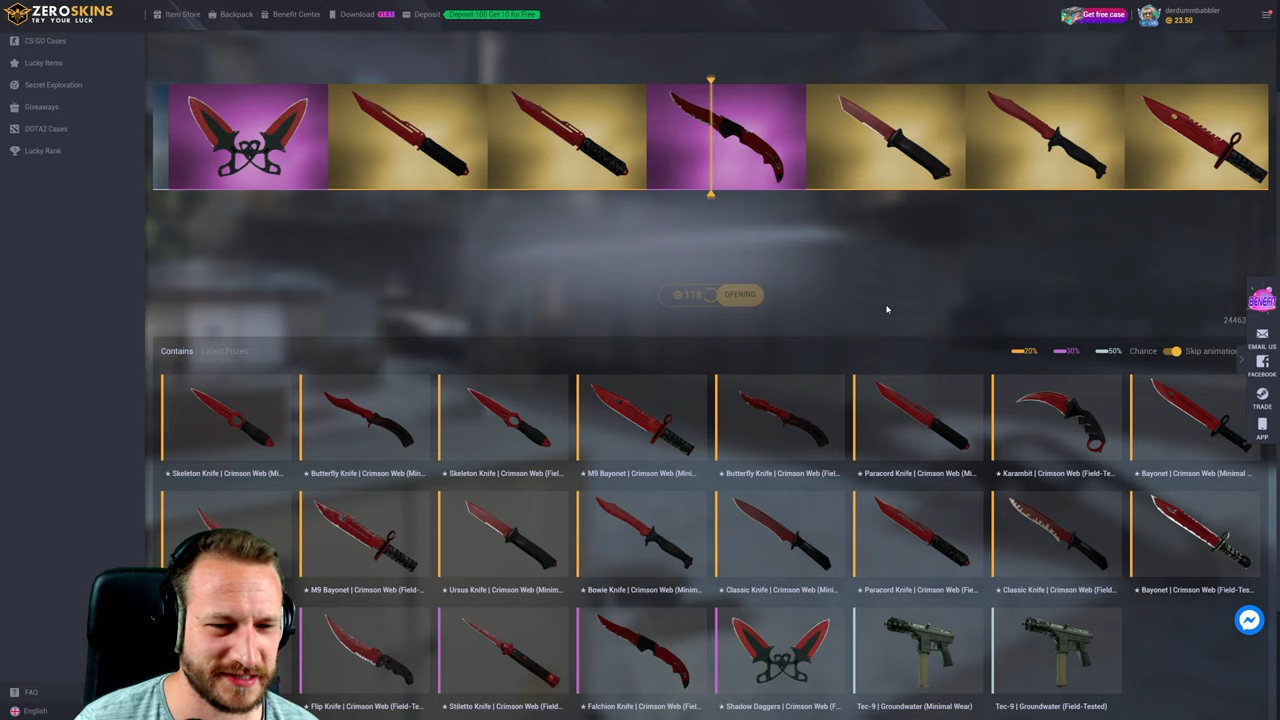 ZEROSKINS
TRY YOUR LUCK
Item Store
Backpack
Benefit Center
Download
Deposit
Deposit 100 Get 10 for Free
Get free case
derdummbabbler
23.50
CS:GO Cases
Lucky Items
Secret Exploration
Giveaways
DOTA2 Cases
Lucky Rank
118
OPENING
24463
BENEFIT
EMAIL US
FACEBOOK
TRADE
APP
Contains
Latest Prizes
20%
30%
50%
Chance
Skip animation
★ Skeleton Knife | Crimson Web (Mi...
★ Butterfly Knife | Crimson Web (Min...
★ Skeleton Knife | Crimson Web (Fiel...
★ M9 Bayonet | Crimson Web (Mini...
★ Butterfly Knife | Crimson Web (Fiel...
★ Paracord Knife | Crimson Web (Mi...
★ Karambit | Crimson Web (Field-Te...
★ Bayonet | Crimson Web (Minimal ...
★ M9 Bayonet | Crimson Web (Field-...
★ Ursus Knife | Crimson Web (Minim...
★ Bowie Knife | Crimson Web (Minim...
★ Classic Knife | Crimson Web (Mini...
★ Paracord Knife | Crimson Web (Fie...
★ Classic Knife | Crimson Web (Field...
★ Bayonet | Crimson Web (Field-Tes...
★ Flip Knife | Crimson Web (Field-Te...
★ Stiletto Knife | Crimson Web (Field...
★ Falchion Knife | Crimson Web (Fiel...
★ Shadow Daggers | Crimson Web (F...
Tec-9 | Groundwater (Minimal Wear)
Tec-9 | Groundwater (Field-Tested)
FAQ
English